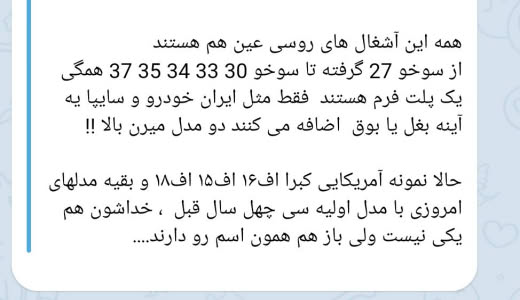 همه این آشغال های روسی عین هم هستند
از سوخو 27 گرفته تا سوخو 30 33 34 35 37 همگی
یک پلت فرم هستند فقط مثل ایران خودرو و سایپا یه
آینه بغل یا بوق اضافه می کنند دو مدل میرن بالا !!
حالا نمونه آمریکایی کبرا اف۱۶ اف۱۵ اف۱۸ و بقیه مدلهای
امروزی با مدل اولیه سی چهل سال قبل ، خداشون هم
یکی نیست ولی باز هم همون اسم رو دارند....